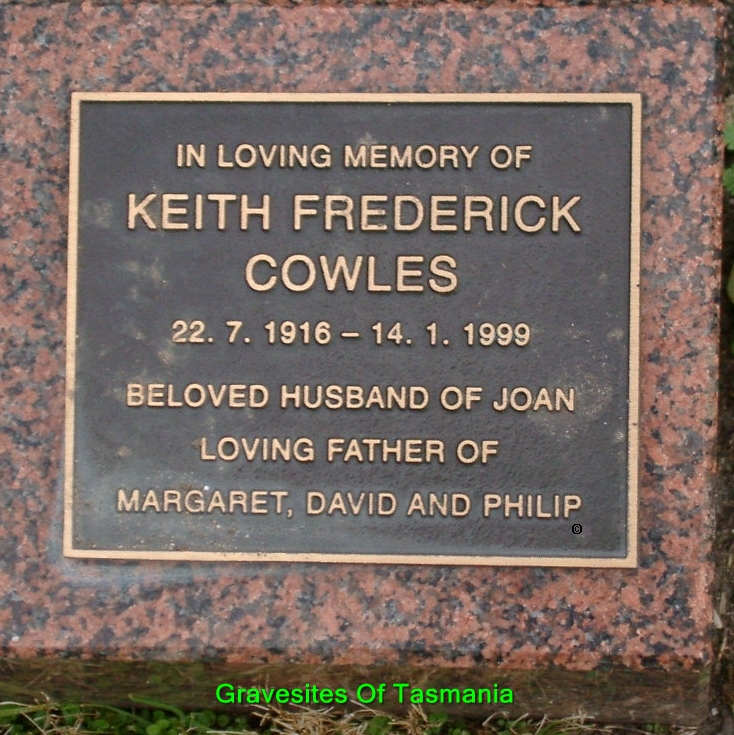 IN LOVING MEMORY OF
KEITH FREDERICK
COWLES
22. 7. 1916 – 14. 1. 1999
BELOVED HUSBAND OF JOAN
LOVING FATHER OF
MARGARET, DAVID AND PHILIP
©
Gravesites Of Tasmania